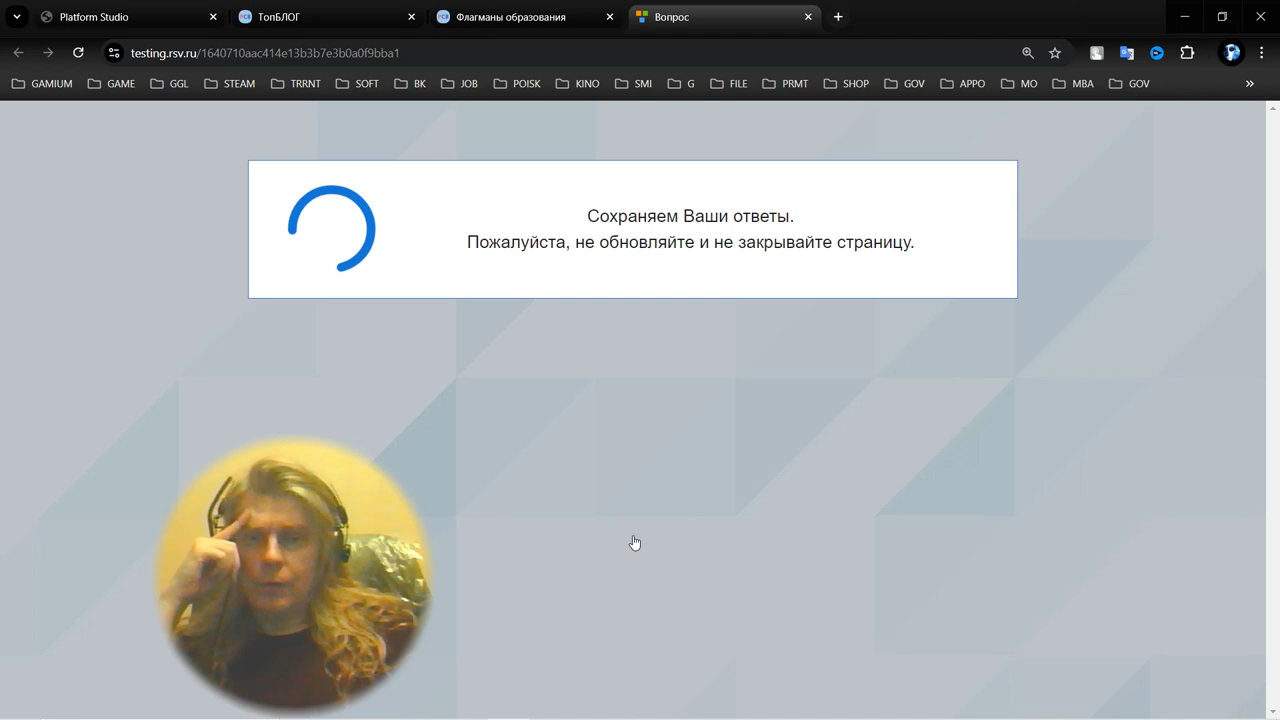 Platform Studio
ТопБЛОГ
Флагманы образования
Вопрос
testing.rsv.ru/1640710aac414e13b3b7e3b0a0f9bba1
GAMIUM GAME GGL STEAM TRRNT SOFT BK JOB POISK KINO SMI G FILE PRMT SHOP GOV APPO MO MBA GOV
Сохраняем Ваши ответы.
Пожалуйста, не обновляйте и не закрывайте страницу.